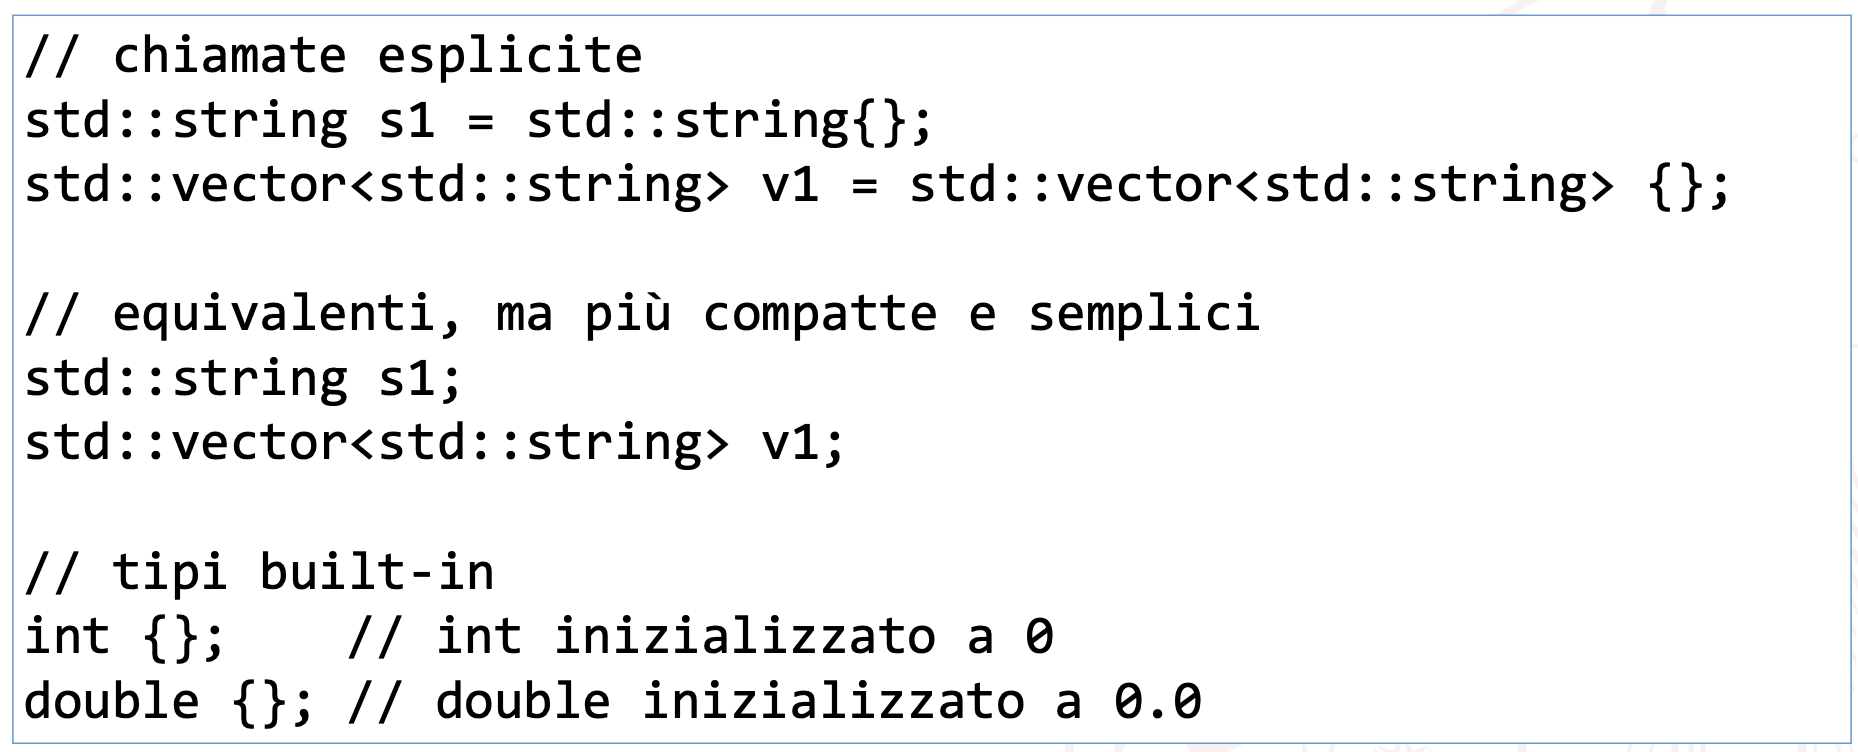 // chiamate esplicite
std::string s1 = std::string{};
std::vector<std::string> v1 = std::vector<std::string> {};
// equivalenti, ma più compatte e semplici
std::string s1;
std::vector<std::string> v1;
// tipi built-in
int {};    // int inizializzato a 0
double {}; // double inizializzato a 0.0